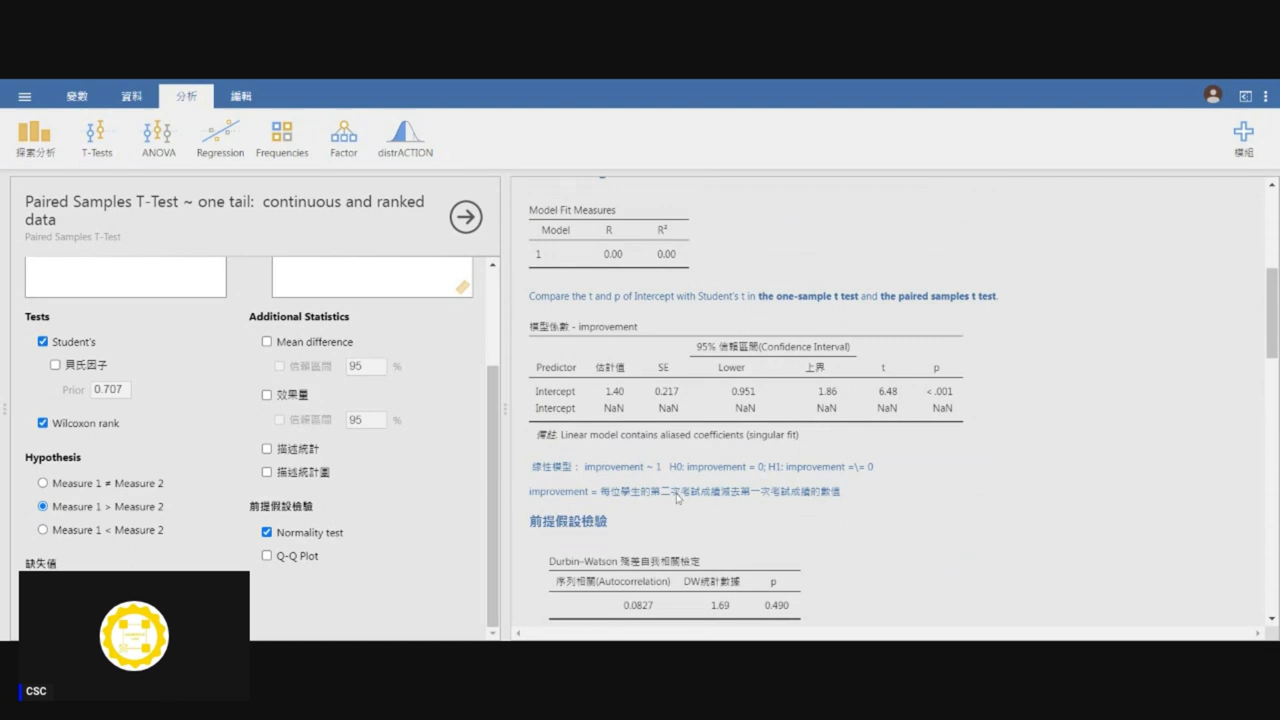 變數 資料 分析 編輯
探索分析 T-Tests ANOVA Regression Frequencies Factor distrACTION 模組
Paired Samples T-Test ~ one tail: continuous and ranked
data
Paired Samples T-Test
Tests
Student's
貝氏因子
Prior 0.707
Wilcoxon rank
Hypothesis
Measure 1 ≠ Measure 2
Measure 1 > Measure 2
Measure 1 < Measure 2
缺失值
Additional Statistics
Mean difference
信賴區間 95 %
效果量
信賴區間 95 %
描述統計
描述統計圖
前提假設檢驗
Normality test
Q-Q Plot
CSC
Model Fit Measures
Model R R²
1 0.00 0.00
Compare the t and p of Intercept with Student's t in the one-sample t test and the paired samples t test.
模型係數 - improvement
95% 信賴區間(Confidence Interval)
Predictor 估計值 SE Lower 上界 t p
Intercept 1.40 0.217 0.951 1.86 6.48 < .001
Intercept NaN NaN NaN NaN NaN NaN
備註. Linear model contains aliased coefficients (singular fit)
線性模型： improvement ~ 1 H0: improvement = 0; H1: improvement =\= 0
improvement = 每位學生的第二次考試成績減去第一次考試成績的數值
前提假設檢驗
Durbin–Watson 殘差自我相關檢定
序列相關(Autocorrelation) DW統計數據 p
0.0827 1.69 0.490